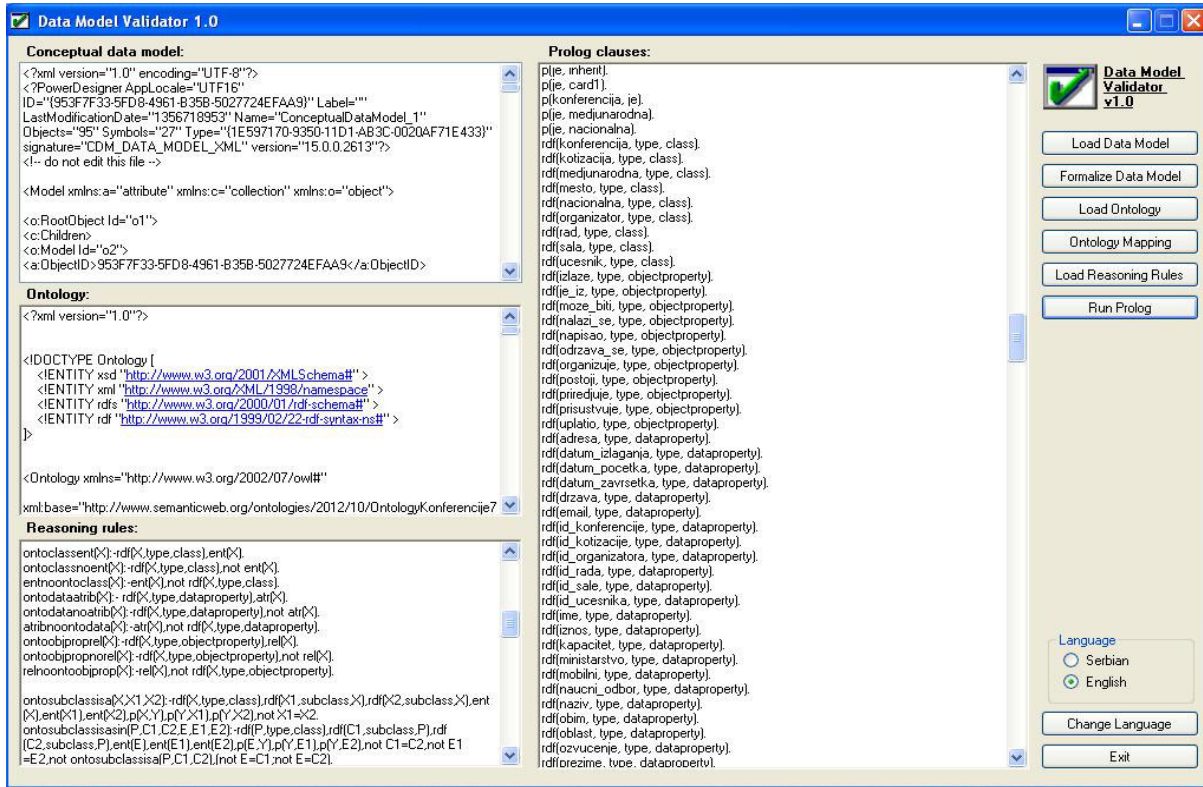 Data Model Validator 1.0
Conceptual data model:
<?xml version="1.0" encoding="UTF-8"?>
<?PowerDesigner AppLocale="UTF16"
ID="{953F7F33-5FD8-4961-B35B-5027724EFAA9}" Label=""
LastModificationDate="1356718953" Name="ConceptualDataModel_1"
Objects="95" Symbols="27" Type="{1E597170-9350-11D1-AB3C-0020AF71E433}"
signature="CDM_DATA_MODEL_XML" version="15.0.0.2613"?>
<!-- do not edit this file -->
<Model xmlns:a="attribute" xmlns:c="collection" xmlns:o="object">
<o:RootObject Id="o1">
<c:Children>
<o:Model Id="o2">
<a:ObjectID>953F7F33-5FD8-4961-B35B-5027724EFAA9</a:ObjectID>
Ontology:
<?xml version="1.0"?>
<!DOCTYPE Ontology [
<!ENTITY xsd "http://www.w3.org/2001/XMLSchema#" >
<!ENTITY xml "http://www.w3.org/XML/1998/namespace" >
<!ENTITY rdfs "http://www.w3.org/2000/01/rdf-schema#" >
<!ENTITY rdf "http://www.w3.org/1999/02/22-rdf-syntax-ns#" >
]>
<Ontology xmlns="http://www.w3.org/2002/07/owl#"
xml:base="http://www.semanticweb.org/ontologies/2012/10/OntologyKonferencije7
Reasoning rules:
ontoclassent(X):-rdf(X,type,class),ent(X).
ontoclassnoent(X):-rdf(X,type,class),not ent(X).
entnoontoclass(X):-ent(X),not rdf(X,type,class).
ontodataatrib(X):- rdf(X,type,dataproperty),atr(X).
ontodatanoatrib(X):-rdf(X,type,dataproperty),not atr(X).
atribnoontodata(X):-atr(X),not rdf(X,type,dataproperty).
ontoobjproprel(X):-rdf(X,type,objectproperty),rel(X).
ontoobjpropnorel(X):-rdf(X,type,objectproperty),not rel(X).
relnoontoobjprop(X):-rel(X),not rdf(X,type,objectproperty).
ontosubclassisa(X,X1,X2):-rdf(X,type,class),rdf(X1,subclass,X),rdf(X2,subclass,X),ent
(X),ent(X1),ent(X2),p(X,Y),p(Y,X1),p(Y,X2),not X1=X2.
ontosubclassisasin(P,C1,C2,E,E1,E2):-rdf(P,type,class),rdf(C1,subclass,P),rdf
(C2,subclass,P),ent(E),ent(E1),ent(E2),p(E,Y),p(Y,E1),p(Y,E2),not C1=C2,not E1
=E2,not ontosubclassisa(P,C1,C2),(not E=C1;not E=C2).
Prolog clauses:
p(je, inherit).
p(je, card1).
p(konferencija, je).
p(je, medjunarodna).
p(je, nacionalna).
rdf(konferencija, type, class).
rdf(kotizacija, type, class).
rdf(medjunarodna, type, class).
rdf(mesto, type, class).
rdf(nacionalna, type, class).
rdf(organizator, type, class).
rdf(rad, type, class).
rdf(sala, type, class).
rdf(ucesnik, type, class).
rdf(izlaze, type, objectproperty).
rdf(je_iz, type, objectproperty).
rdf(moze_biti, type, objectproperty).
rdf(nalazi_se, type, objectproperty).
rdf(napisao, type, objectproperty).
rdf(odrzava_se, type, objectproperty).
rdf(organizuje, type, objectproperty).
rdf(postoji, type, objectproperty).
rdf(priredjuje, type, objectproperty).
rdf(prisustvuje, type, objectproperty).
rdf(uplatio, type, objectproperty).
rdf(adresa, type, dataproperty).
rdf(datum_izlaganja, type, dataproperty).
rdf(datum_pocetka, type, dataproperty).
rdf(datum_zavrsetka, type, dataproperty).
rdf(drzava, type, dataproperty).
rdf(email, type, dataproperty).
rdf(id_konferencije, type, dataproperty).
rdf(id_kotizacije, type, dataproperty).
rdf(id_organizatora, type, dataproperty).
rdf(id_rada, type, dataproperty).
rdf(id_sale, type, dataproperty).
rdf(id_ucesnika, type, dataproperty).
rdf(ime, type, dataproperty).
rdf(iznos, type, dataproperty).
rdf(kapacitet, type, dataproperty).
rdf(ministarstvo, type, dataproperty).
rdf(mobilni, type, dataproperty).
rdf(naucni_odbor, type, dataproperty).
rdf(naziv, type, dataproperty).
rdf(obim, type, dataproperty).
rdf(oblast, type, dataproperty).
rdf(ozvucenje, type, dataproperty).
rdf(prezime, type, dataproperty).
Data Model
Validator
v1.0
Load Data Model
Formalize Data Model
Load Ontology
Ontology Mapping
Load Reasoning Rules
Run Prolog
Language
Serbian
English
Change Language
Exit